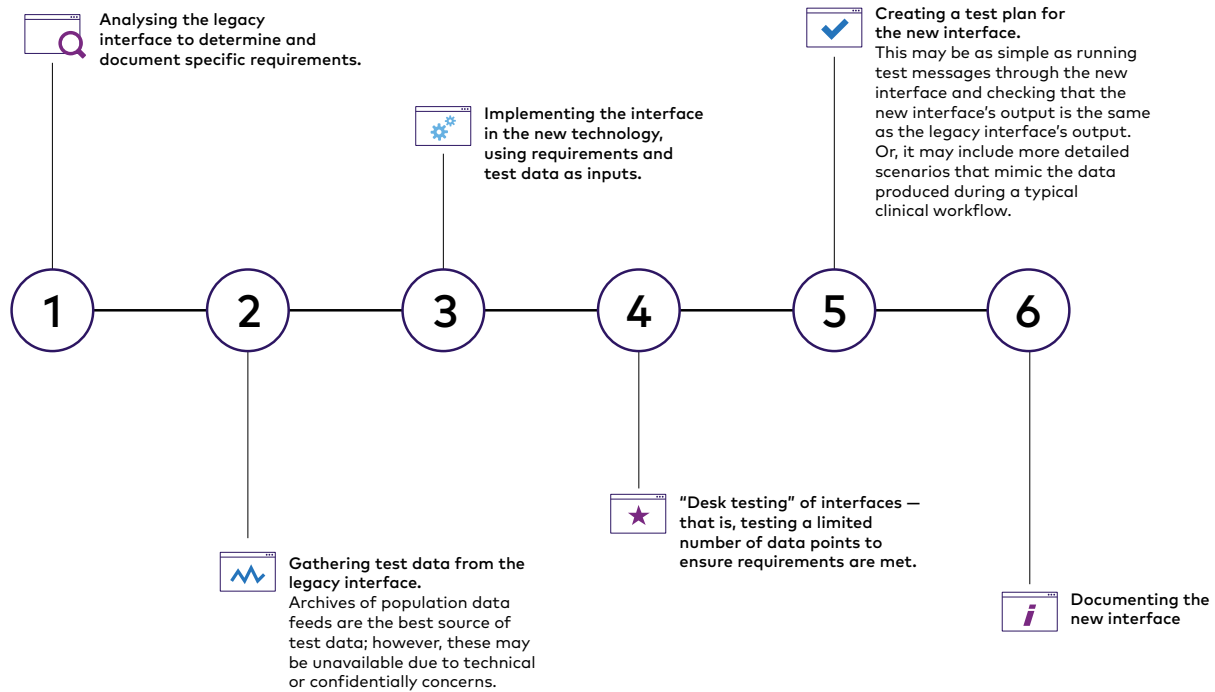 Analysing the legacy
interface to determine and
document specific requirements.
Implementing the interface
in the new technology,
using requirements and
test data as inputs.
Creating a test plan for
the new interface.
This may be as simple as running
test messages through the new
interface and checking that the
new interface's output is the same
as the legacy interface's output.
Or, it may include more detailed
scenarios that mimic the data
produced during a typical
clinical workflow.
1
2
3
4
5
6
Gathering test data from the
legacy interface.
Archives of population data
feeds are the best source of
test data; however, these may
be unavailable due to technical
or confidentially concerns.
“Desk testing” of interfaces —
that is, testing a limited
number of data points to
ensure requirements are met.
i
Documenting the
new interface